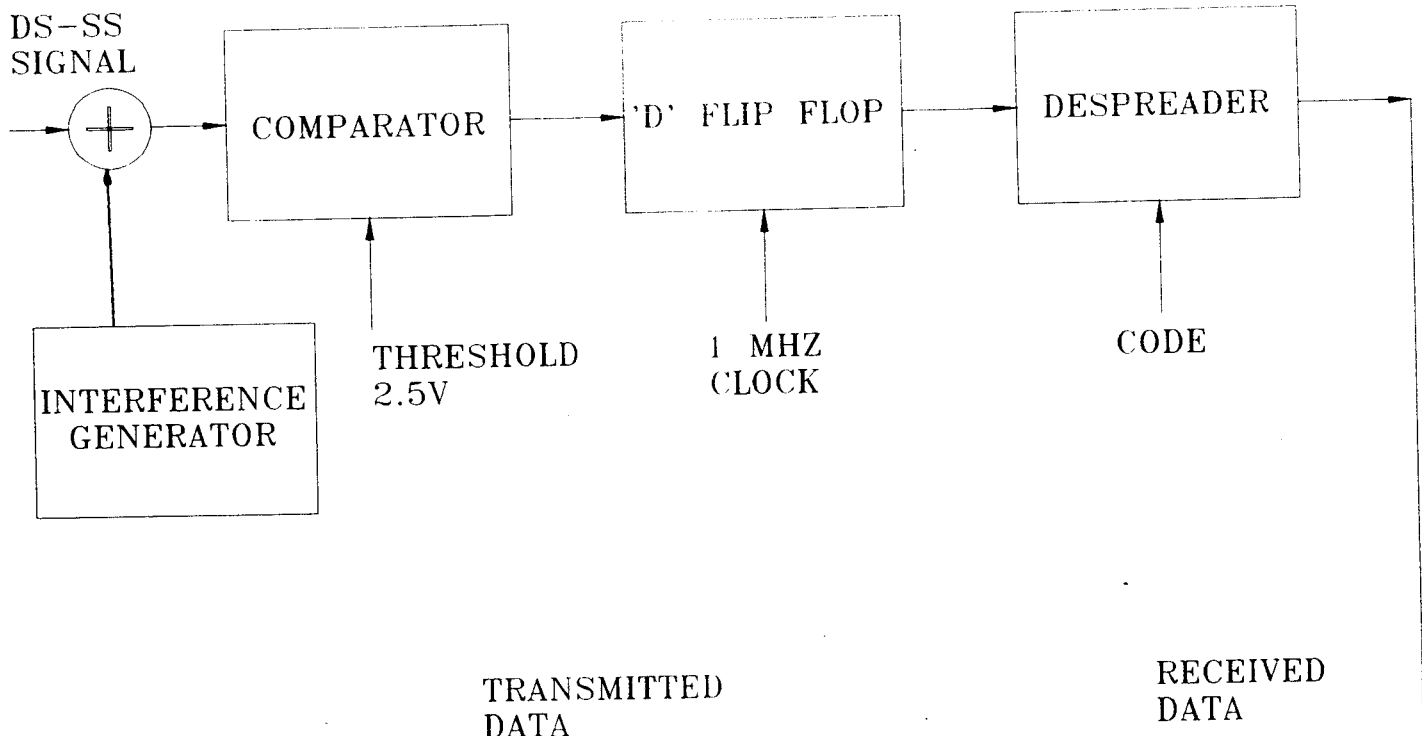 DS-SS
SIGNAL
COMPARATOR
'D' FLIP FLOP
DESPREADER
THRESHOLD
2.5V
1 MHZ
CLOCK
CODE
INTERFERENCE
GENERATOR
TRANSMITTED
DATA
RECEIVED
DATA